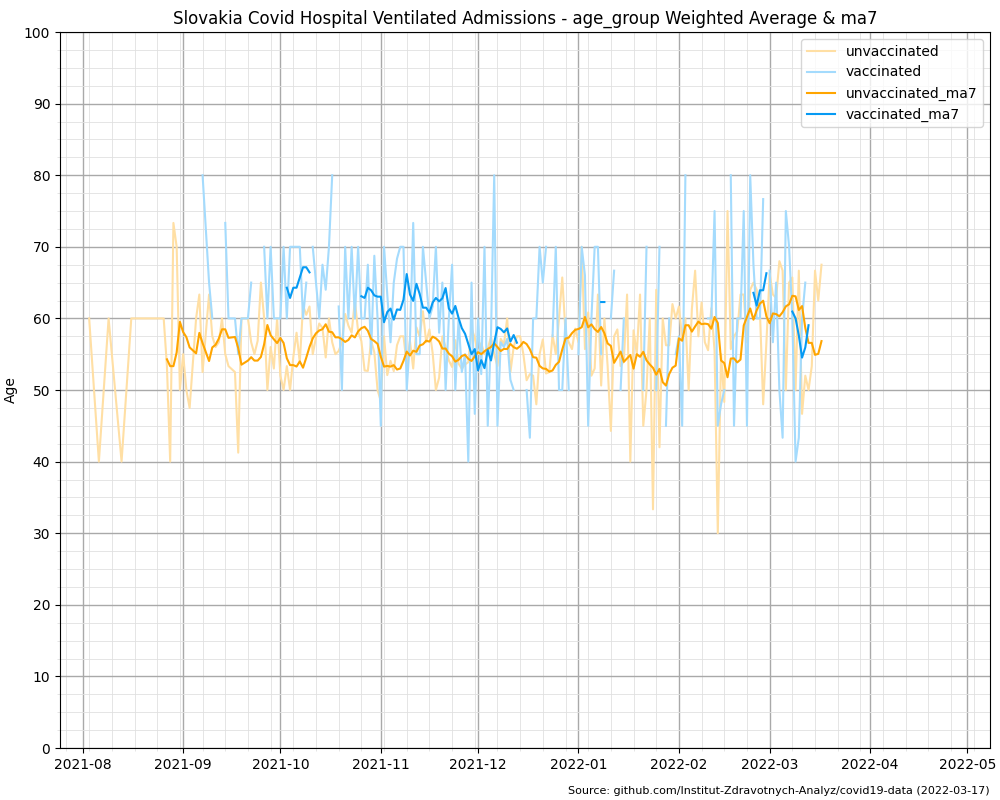 Slovakia Covid Hospital Ventilated Admissions - age_group Weighted Average & ma7
unvaccinated
vaccinated
unvaccinated_ma7
vaccinated_ma7
Age
100
90
80
70
60
50
40
30
20
10
0
2021-08 2021-09 2021-10 2021-11 2021-12 2022-01 2022-02 2022-03 2022-04 2022-05
Source: github.com/Institut-Zdravotnych-Analyz/covid19-data (2022-03-17)